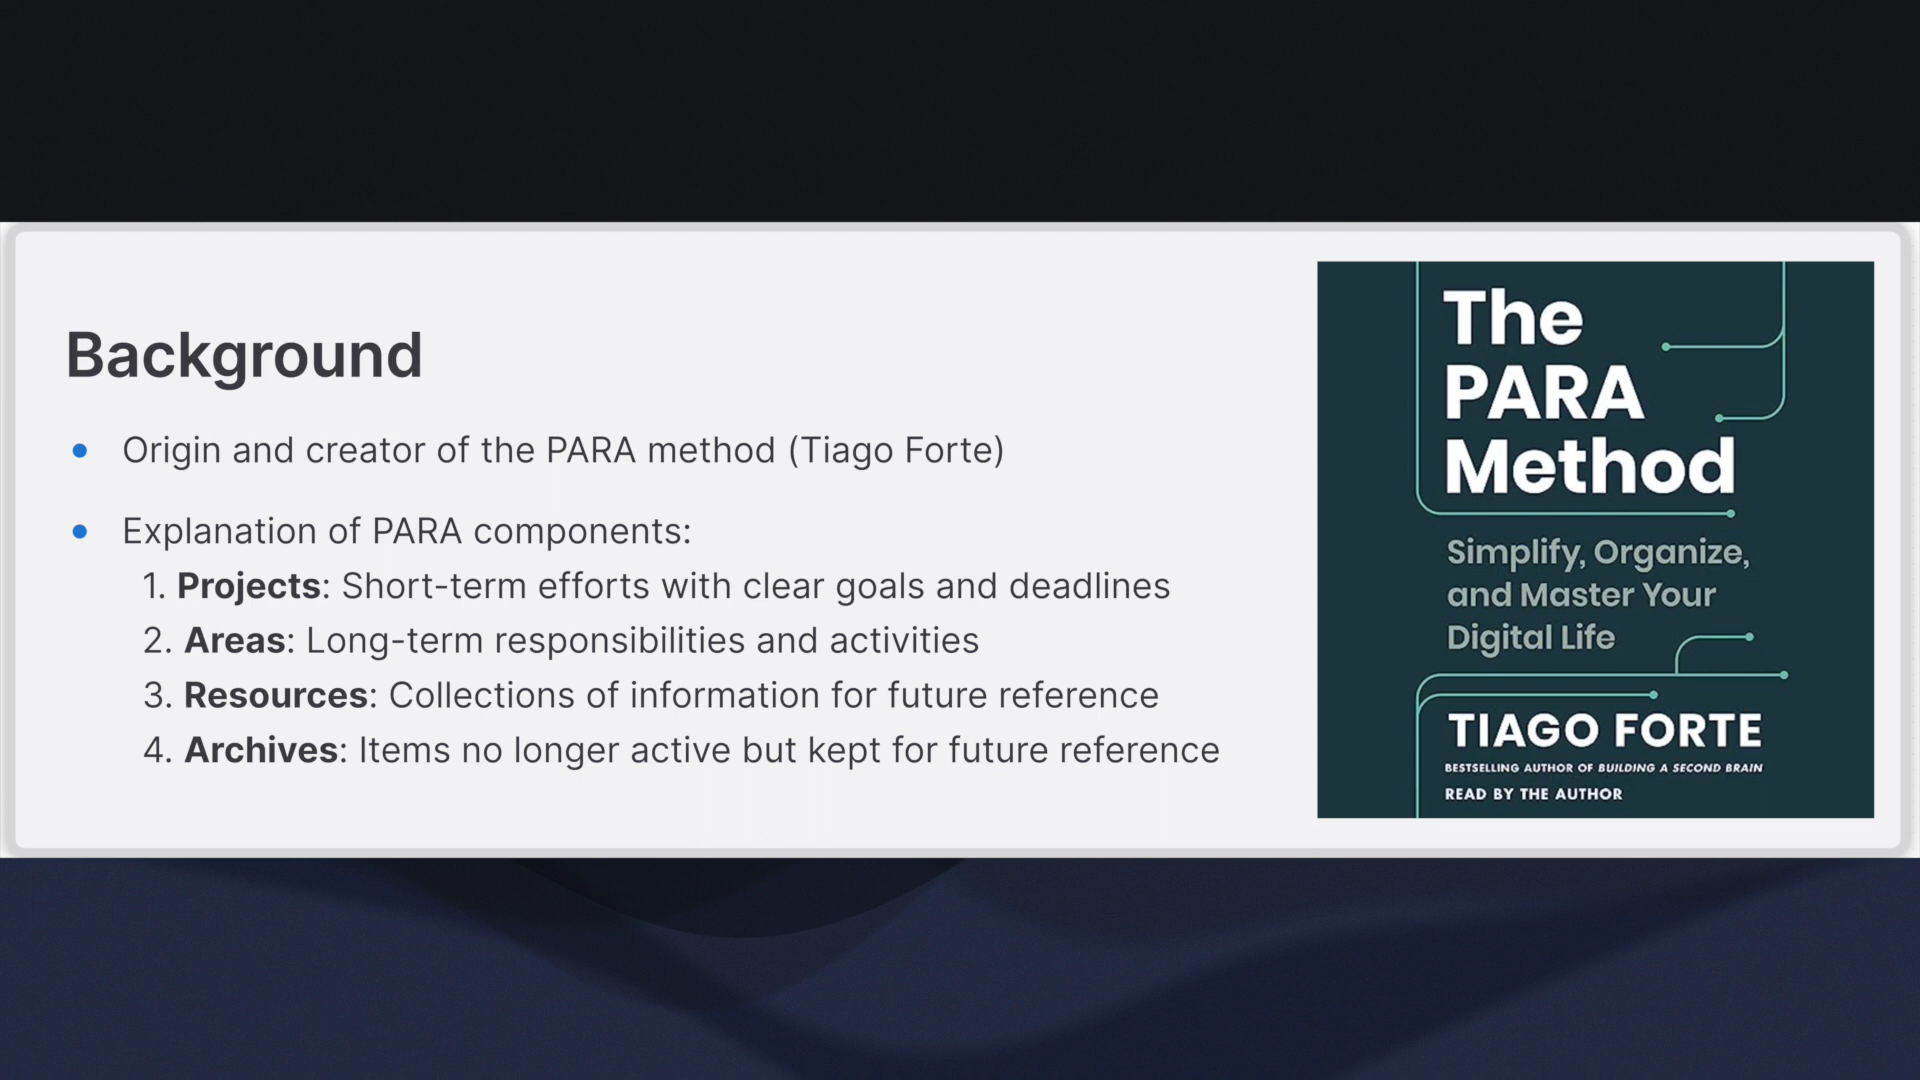 Background
• Origin and creator of the PARA method (Tiago Forte)
• Explanation of PARA components:
1. Projects: Short-term efforts with clear goals and deadlines
2. Areas: Long-term responsibilities and activities
3. Resources: Collections of information for future reference
4. Archives: Items no longer active but kept for future reference
The
PARA
Method
Simplify, Organize,
and Master Your
Digital Life
TIAGO FORTE
BESTSELLING AUTHOR OF BUILDING A SECOND BRAIN
READ BY THE AUTHOR